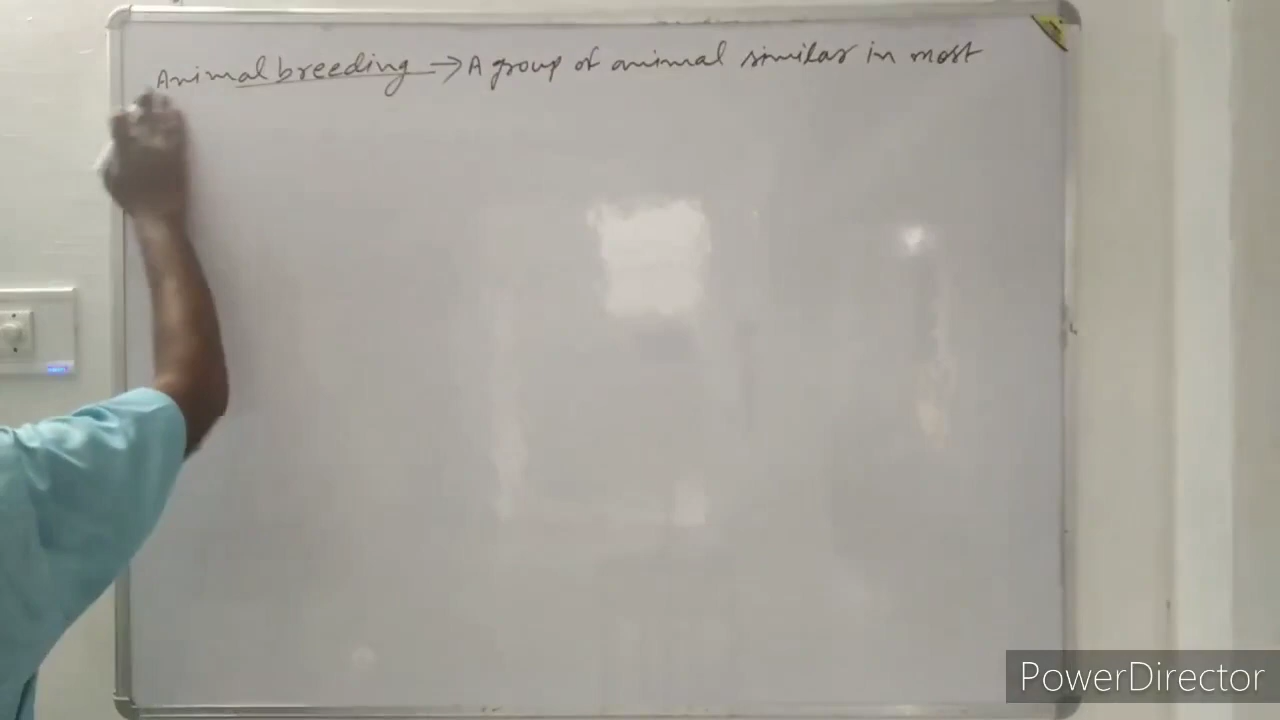 Animal breeding → A group of animal similar in most
PowerDirector